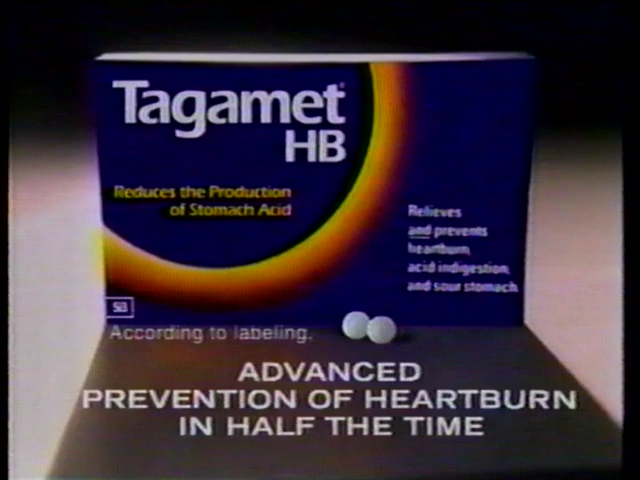 Tagamet
HB
Reduces the Production
of Stomach Acid
Relieves
and prevents
heartburn,
acid indigestion,
and sour stomach
SB
According to labeling.
ADVANCED
PREVENTION OF HEARTBURN
IN HALF THE TIME